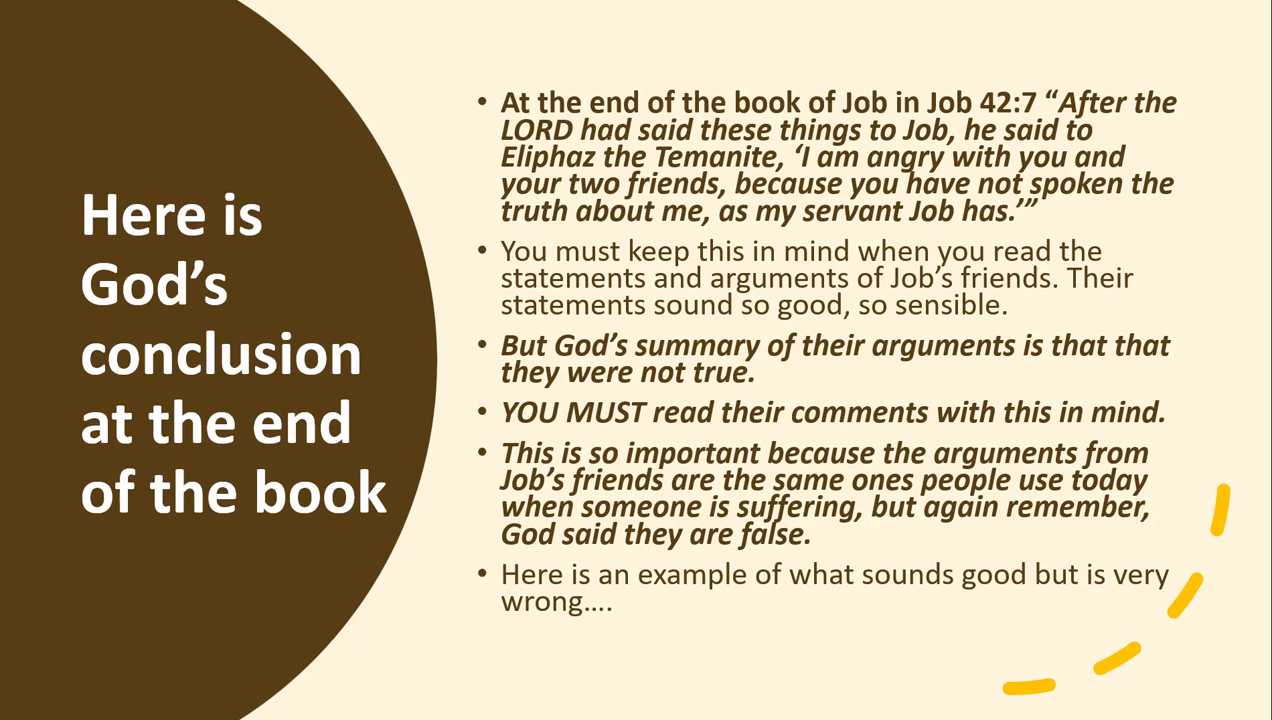 Here is
God’s
conclusion
at the end
of the book
• At the end of the book of Job in Job 42:7 “After the
LORD had said these things to Job, he said to
Eliphaz the Temanite, ‘I am angry with you and
your two friends, because you have not spoken the
truth about me, as my servant Job has.’”
• You must keep this in mind when you read the
statements and arguments of Job’s friends. Their
statements sound so good, so sensible.
• But God’s summary of their arguments is that that
they were not true.
• YOU MUST read their comments with this in mind.
• This is so important because the arguments from
Job’s friends are the same ones people use today
when someone is suffering, but again remember,
God said they are false.
• Here is an example of what sounds good but is very
wrong....